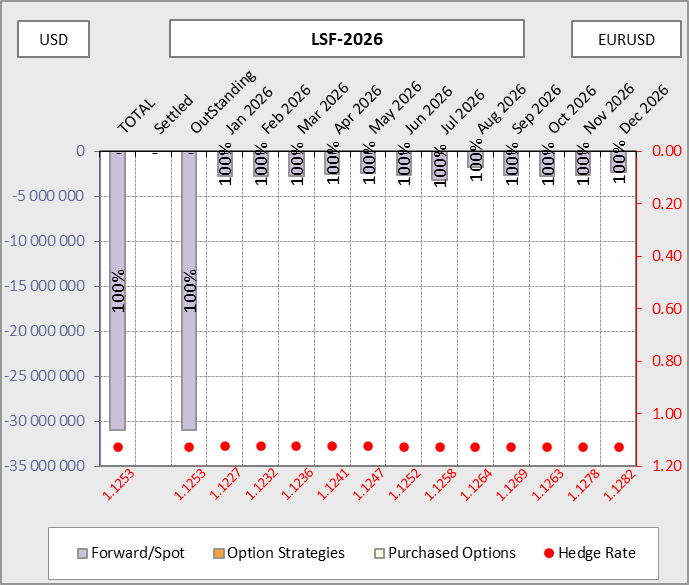 USD
LSF-2026
EURUSD
TOTAL
Settled
OutStanding
Jan 2026
Feb 2026
Mar 2026
Apr 2026
May 2026
Jun 2026
Jul 2026
Aug 2026
Sep 2026
Oct 2026
Nov 2026
Dec 2026
0
-5 000 000
-10 000 000
-15 000 000
-20 000 000
-25 000 000
-30 000 000
-35 000 000
100%
100%
100%
100%
100%
100%
100%
100%
100%
100%
100%
100%
100%
100%
0.00
0.20
0.40
0.60
0.80
1.00
1.20
1.1253
1.1253
1.1227
1.1232
1.1236
1.1241
1.1247
1.1252
1.1258
1.1264
1.1269
1.1263
1.1278
1.1282
Forward/Spot
Option Strategies
Purchased Options
Hedge Rate